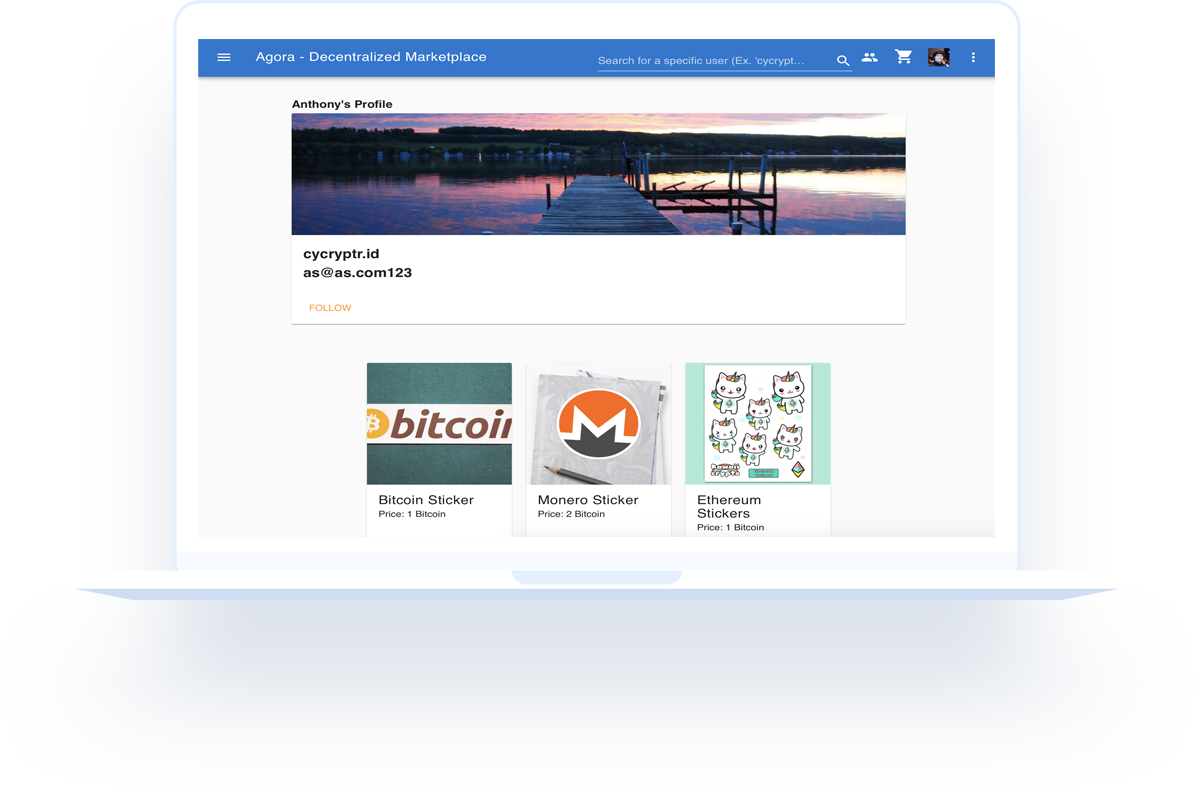 Agora - Decentralized Marketplace
Search for a specific user (Ex. 'cycrypt...
Anthony's Profile
cycryptr.id
as@as.com123
FOLLOW
bitcoin
Bitcoin Sticker
Price: 1 Bitcoin
Monero Sticker
Price: 2 Bitcoin
Ethereum
Stickers
Price: 1 Bitcoin